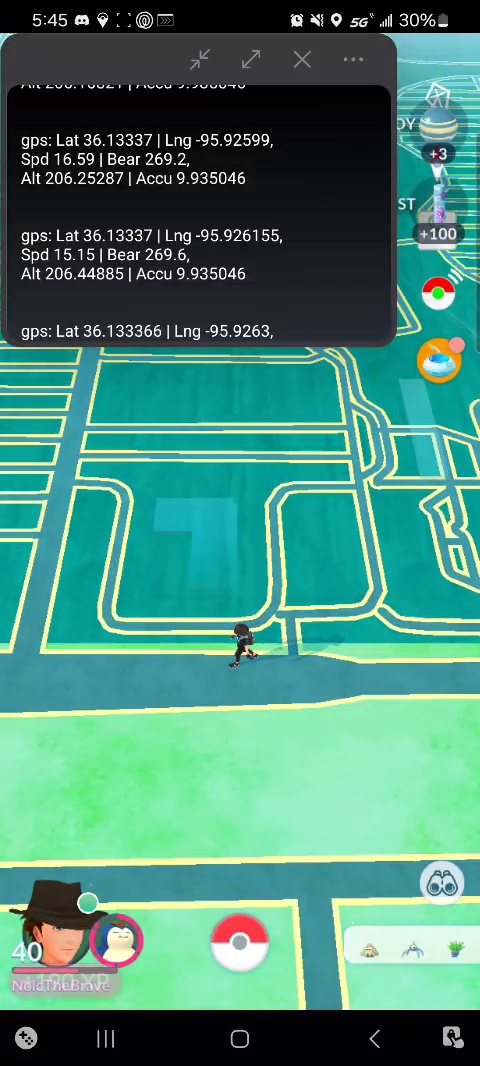 5:45
5G
30%
gps: Lat 36.13337 | Lng -95.92599,
Spd 16.59 | Bear 269.2,
Alt 206.25287 | Accu 9.935046
gps: Lat 36.13337 | Lng -95.926155,
Spd 15.15 | Bear 269.6,
Alt 206.44885 | Accu 9.935046
gps: Lat 36.133366 | Lng -95.9263,
+3
ST
+100
40
NoidTheBrave